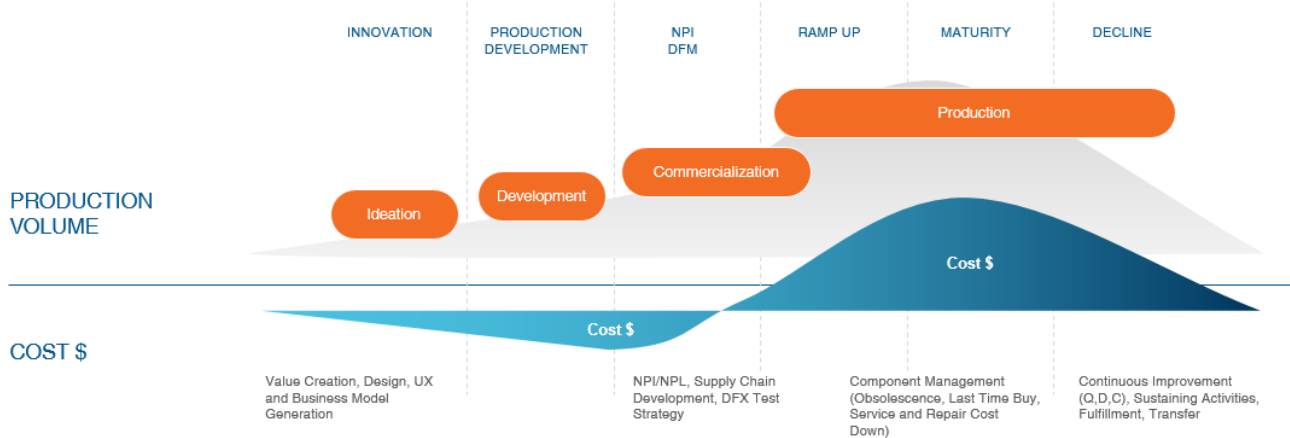 INNOVATION
PRODUCTION
DEVELOPMENT
NPI
DFM
RAMP UP
MATURITY
DECLINE
Production
Commercialization
Development
Ideation
PRODUCTION
VOLUME
Cost $
Cost $
COST $
Value Creation, Design, UX
and Business Model
Generation
NPI/NPL, Supply Chain
Development, DFX Test
Strategy
Component Management
(Obsolescence, Last Time Buy,
Service and Repair Cost
Down)
Continuous Improvement
(Q,D,C), Sustaining Activities,
Fulfillment, Transfer